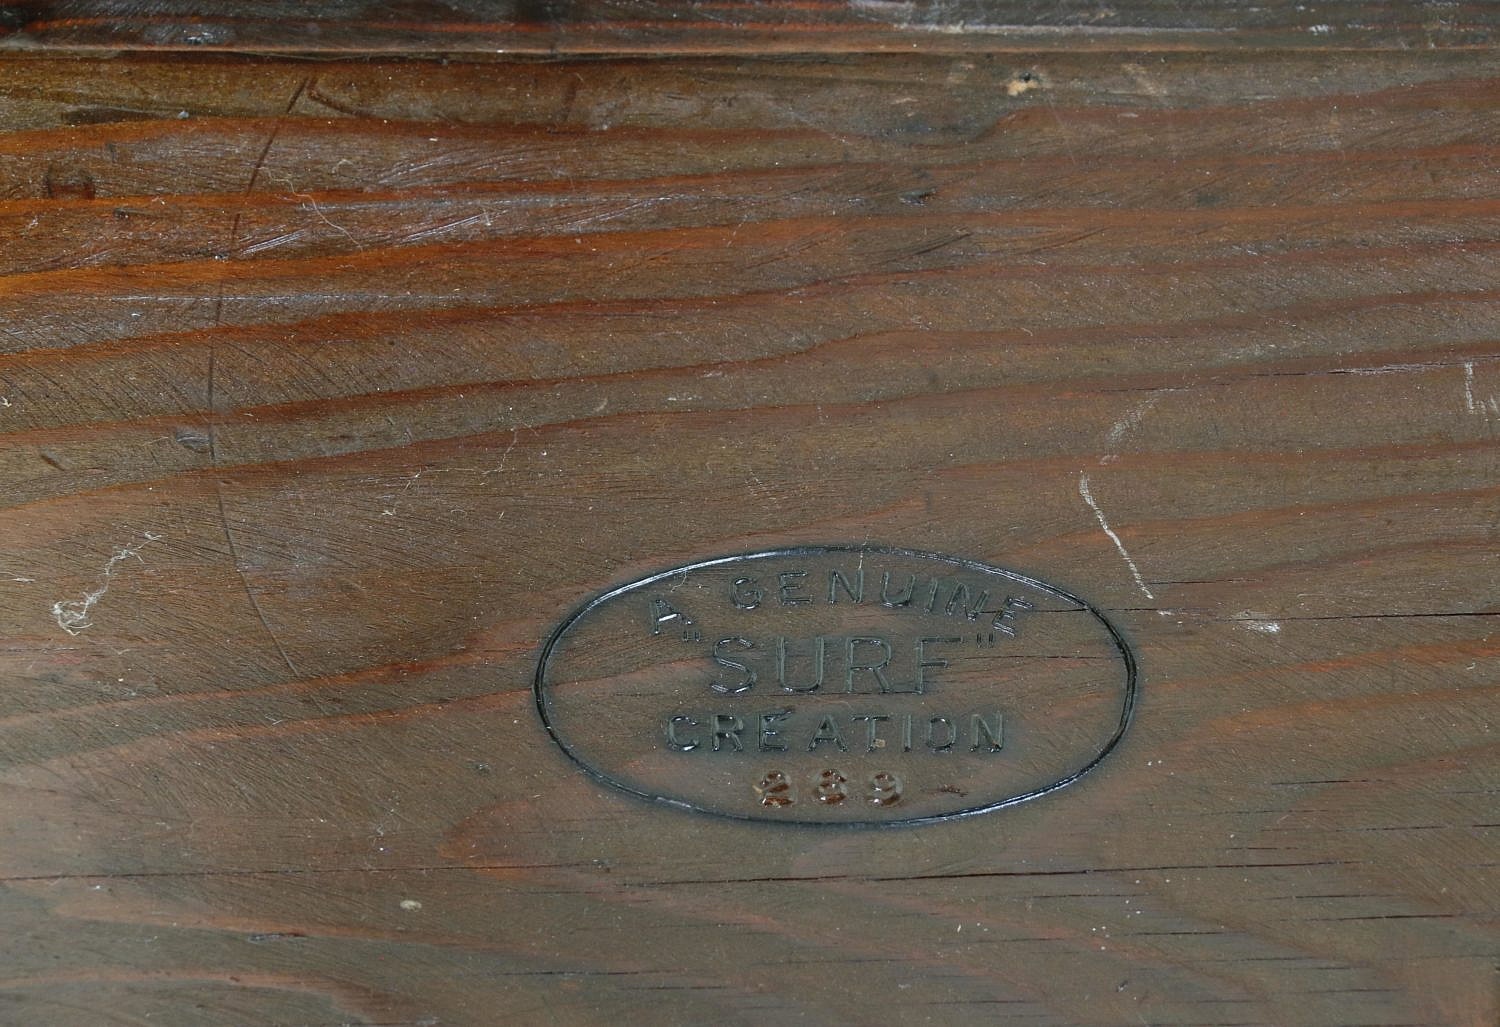 A GENUINE
"SURF"
CREATION
289